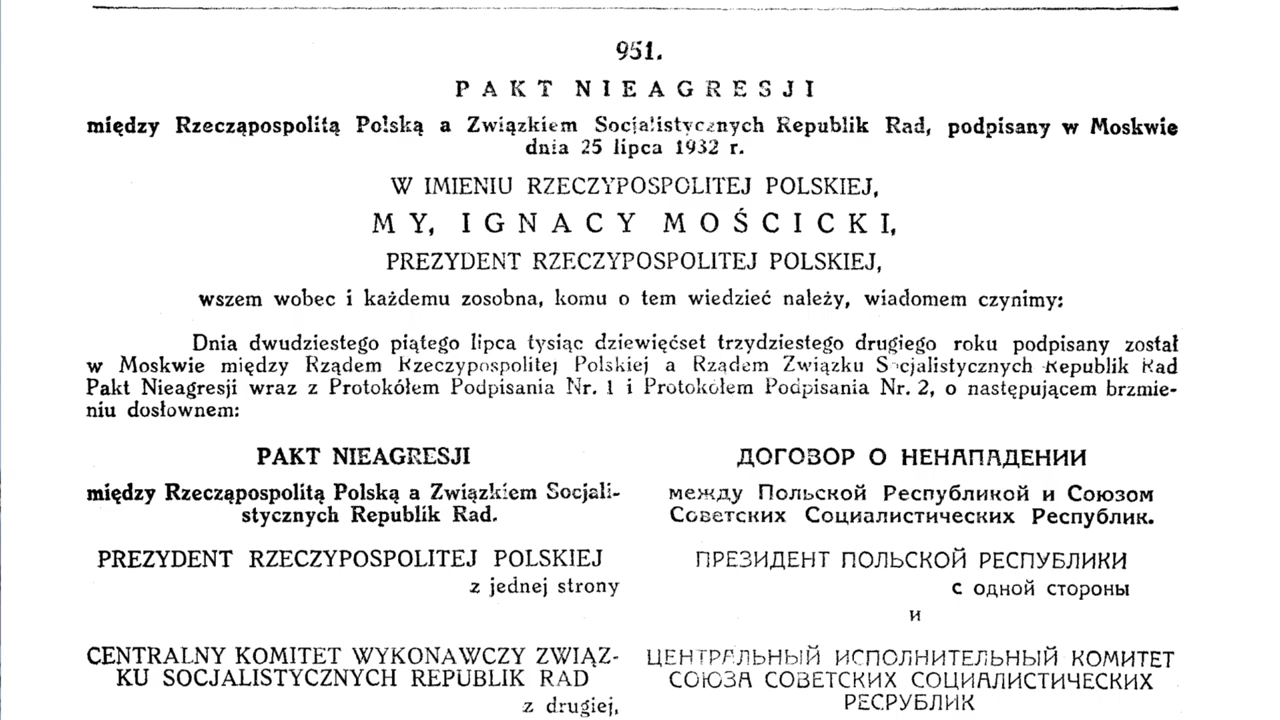 951.
PAKT NIEAGRESJI
między Rzecząpospolitą Polską a Związkiem Socjalistycznych Republik Rad, podpisany w Moskwie
dnia 25 lipca 1932 r.
W IMIENIU RZECZYPOSPOLITEJ POLSKIEJ,
MY, IGNACY MOŚCICKI,
PREZYDENT RZECZYPOSPOLITEJ POLSKIEJ,
wszem wobec i każdemu zosobna, komu o tem wiedzieć należy, wiadomem czynimy:
Dnia dwudziestego piątego lipca tysiąc dziewięćset trzydziestego drugiego roku podpisany został
w Moskwie między Rządem Rzeczypospolitej Polskiej a Rządem Związku Socjalistycznych Republik Rad
Pakt Nieagresji wraz z Protokółem Podpisania Nr. 1 i Protokółem Podpisania Nr. 2, o następującem brzmie-
niu dosłownem:
PAKT NIEAGRESJI
między Rzecząpospolitą Polską a Związkiem Socjali-
stycznych Republik Rad.
PREZYDENT RZECZYPOSPOLITEJ POLSKIEJ
z jednej strony
CENTRALNY KOMITET WYKONAWCZY ZWIĄZ-
KU SOCJALISTYCZNYCH REPUBLIK RAD
z drugiej,
ДОГОВОР О НЕНАПАДЕНИИ
между Польской Республикой и Союзом
Советских Социалистических Республик.
ПРЕЗИДЕНТ ПОЛЬСКОЙ РЕСПУБЛИКИ
с одной стороны
и
ЦЕНТРАЛЬНЫЙ ИСПОЛНИТЕЛЬНЫЙ КОМИТЕТ
СОЮЗА СОВЕТСКИХ СОЦИАЛИСТИЧЕСКИХ
РЕСРУБЛИК